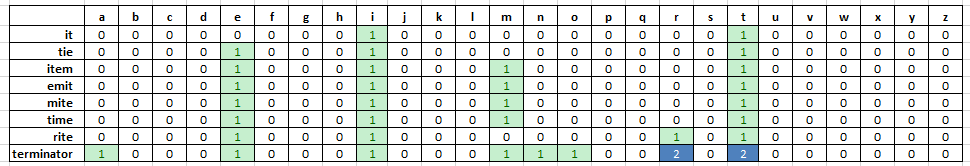 a b c d e f g h i j k l m n o p q r s t u v w x y z
it 0 0 0 0 0 0 0 0 1 0 0 0 0 0 0 0 0 0 0 1 0 0 0 0 0 0
tie 0 0 0 0 1 0 0 0 1 0 0 0 0 0 0 0 0 0 0 1 0 0 0 0 0 0
item 0 0 0 0 1 0 0 0 1 0 0 0 1 0 0 0 0 0 0 1 0 0 0 0 0 0
emit 0 0 0 0 1 0 0 0 1 0 0 0 1 0 0 0 0 0 0 1 0 0 0 0 0 0
mite 0 0 0 0 1 0 0 0 1 0 0 0 1 0 0 0 0 0 0 1 0 0 0 0 0 0
time 0 0 0 0 1 0 0 0 1 0 0 0 1 0 0 0 0 0 0 1 0 0 0 0 0 0
rite 0 0 0 0 1 0 0 0 1 0 0 0 0 0 0 0 0 1 0 1 0 0 0 0 0 0
terminator 1 0 0 0 1 0 0 0 1 0 0 0 1 1 1 0 0 2 0 2 0 0 0 0 0 0